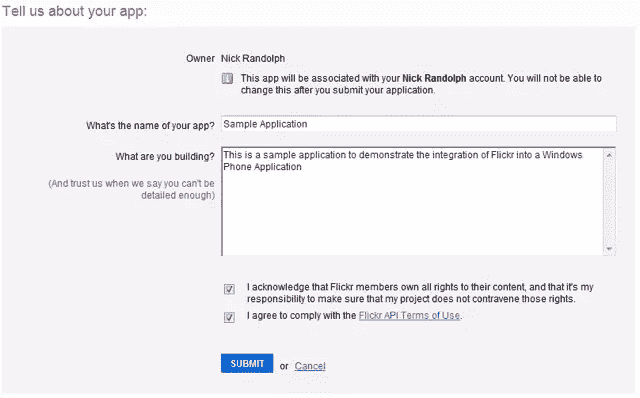 Tell us about your app:
Owner Nick Randolph
This app will be associated with your Nick Randolph account. You will not be able to
change this after you submit your application.
What's the name of your app? Sample Application
What are you building? This is a sample application to demonstrate the integration of Flickr into a Windows
Phone Application
(And trust us when we say you can't be
detailed enough)
I acknowledge that Flickr members own all rights to their content, and that it's my
responsibility to make sure that my project does not contravene those rights.
I agree to comply with the Flickr API Terms of Use.
SUBMIT or Cancel